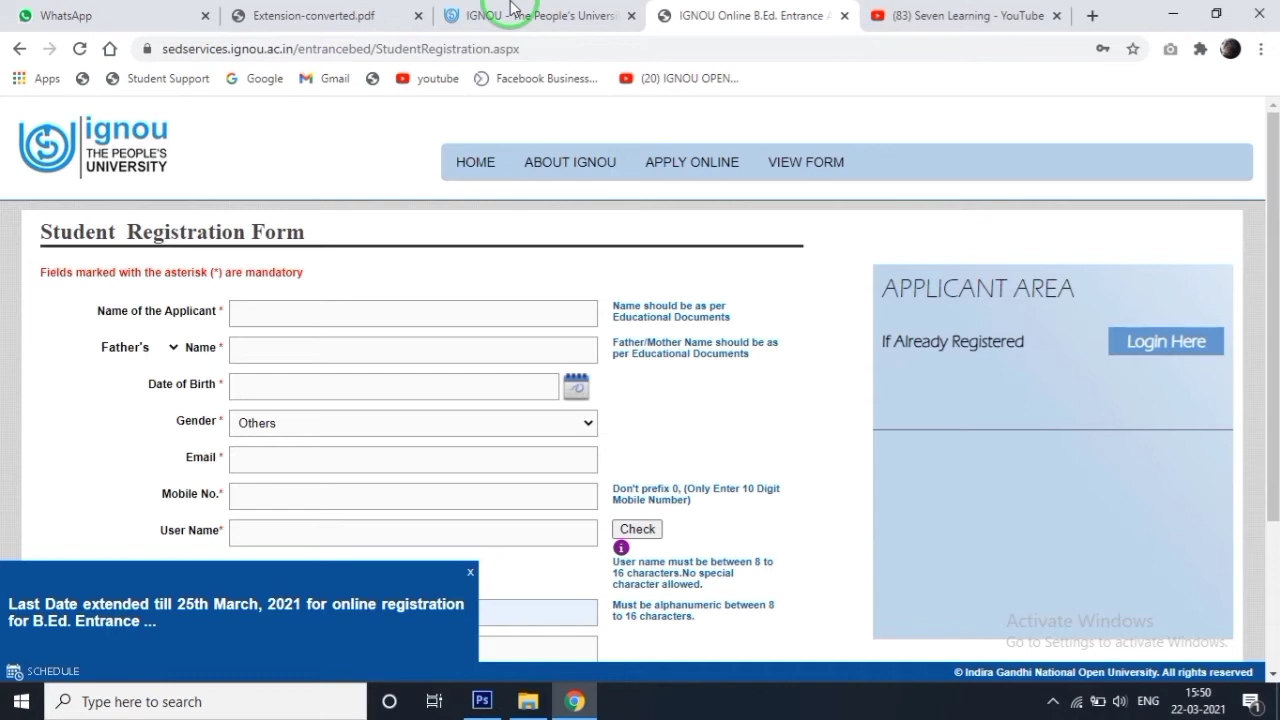 WhatsApp
Extension-converted.pdf
IGNOU - The People's Universi
IGNOU Online B.Ed. Entrance A
(83) Seven Learning - YouTube
sedservices.ignou.ac.in/entrancebed/StudentRegistration.aspx
Apps
Student Support
Google
Gmail
youtube
Facebook Business...
(20) IGNOU OPEN...
ignou
THE PEOPLE'S
UNIVERSITY
HOME ABOUT IGNOU APPLY ONLINE VIEW FORM
Student Registration Form
Fields marked with the asterisk (*) are mandatory
Name of the Applicant *
Name should be as per
Educational Documents
Father's Name *
Father/Mother Name should be as
per Educational Documents
Date of Birth *
Gender * Others
Email *
Mobile No.*
Don't prefix 0, (Only Enter 10 Digit
Mobile Number)
User Name*
Check
User name must be between 8 to
16 characters.No special
character allowed.
Must be alphanumeric between 8
to 16 characters.
APPLICANT AREA
If Already Registered Login Here
x
Last Date extended till 25th March, 2021 for online registration
for B.Ed. Entrance ...
SCHEDULE
Activate Windows
Go to Settings to activate Windows.
© Indira Gandhi National Open University. All rights reserved
Type here to search
Ps
ENG
15:50
22-03-2021
1